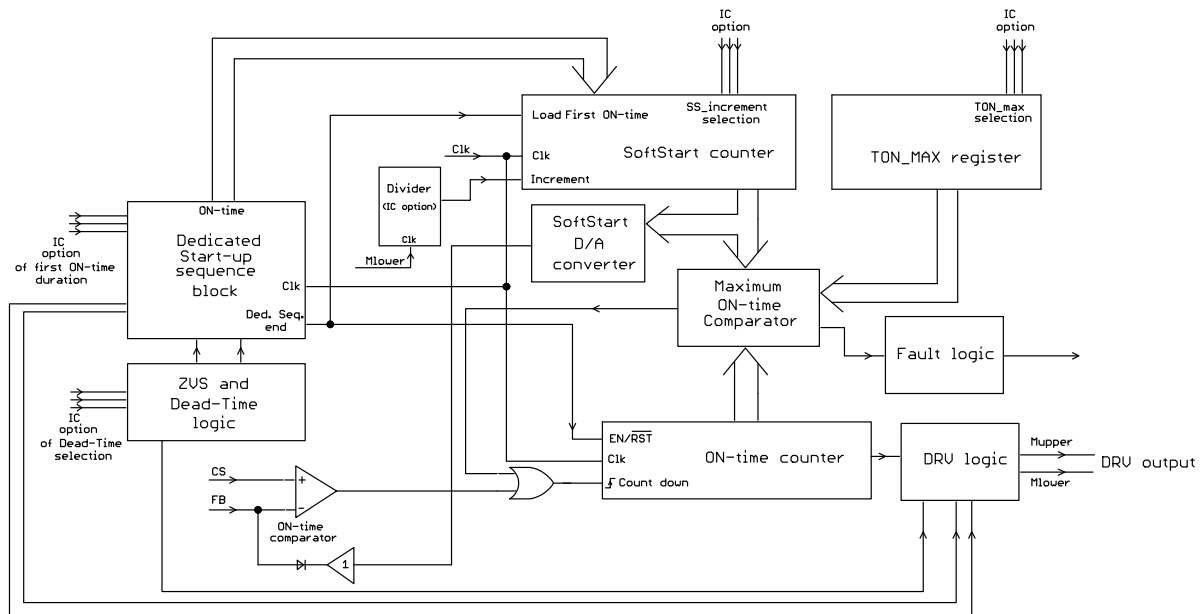 IC
option
IC
option
Load First ON-time
SS_increment
selection
Clk
Clk
SoftStart counter
Increment
TON_max
selection
TON_MAX register
Divider
(IC option)
Clk
Mlower
ON-time
Dedicated
Start-up
sequence
block
Clk
Ded. Seq.
end
IC
option
of first ON-time
duration
SoftStart
D/A
converter
Maximum
ON-time
Comparator
Fault logic
ZVS and
Dead-Time
logic
IC
option
of Dead-Time
selection
CS
+
FB
−
ON-time
comparator
1
EN/RST
Clk
Count down
ON-time counter
DRV logic
Mupper
Mlower
DRV output